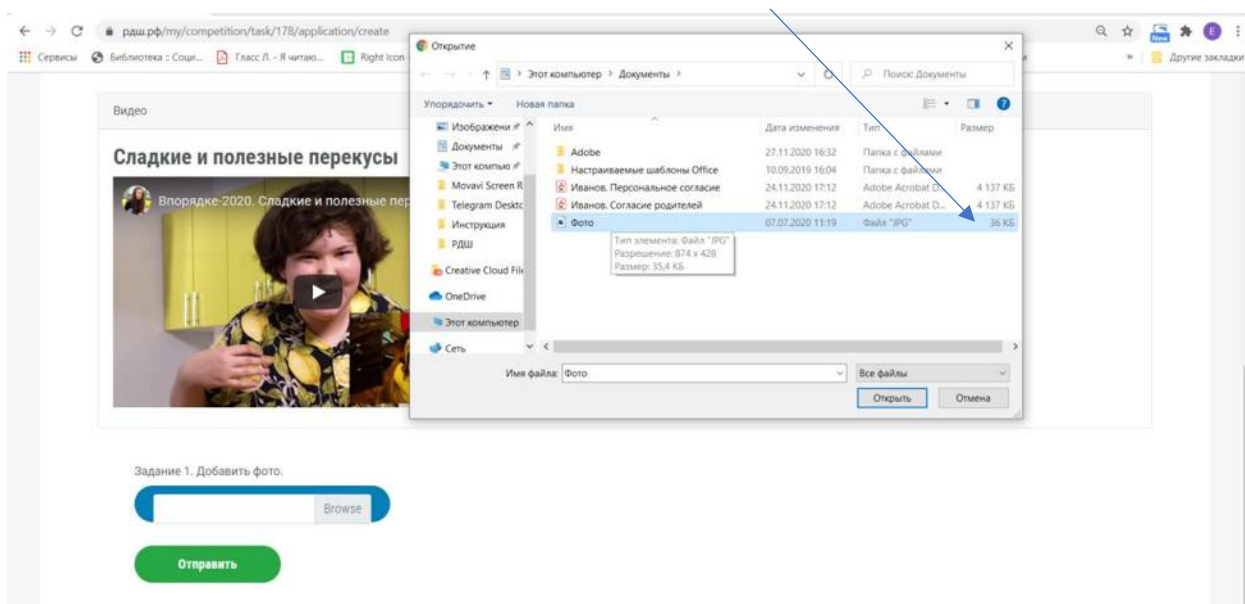 рдш.рф/my/competition/task/178/application/create
New
E
Сервисы
Библиотека :: Соци...
Гласс Л. - Я читаю...
Right Icon
»
Другие закладки
Видео
Сладкие и полезные перекусы
Впорядке-2020. Сладкие и полезные пер
Открытие
Этот компьютер > Документы >
Поиск: Документы
Упорядочить
Новая папка
Имя Дата изменения Тип Размер
Изображени
Документы
Этот компью
Movavi Screen R
Telegram Desktc
Инструкция
РДШ
Creative Cloud File
OneDrive
Этот компьютер
Сеть
Adobe 27.11.2020 16:32 Папка с файлами
Настраиваемые шаблоны Office 10.09.2019 16:04 Папка с файлами
Иванов. Персональное согласие 24.11.2020 17:12 Adobe Acrobat D... 4 137 КБ
Иванов. Согласие родителей 24.11.2020 17:12 Adobe Acrobat D... 4 137 КБ
Фото 07.07.2020 11:19 Файл "JPG" 36 КБ
Тип элемента: Файл "JPG"
Разрешение: 874 x 428
Размер: 35,4 КБ
Имя файла: Фото
Все файлы
Открыть
Отмена
Задание 1. Добавить фото.
Browse
Отправить